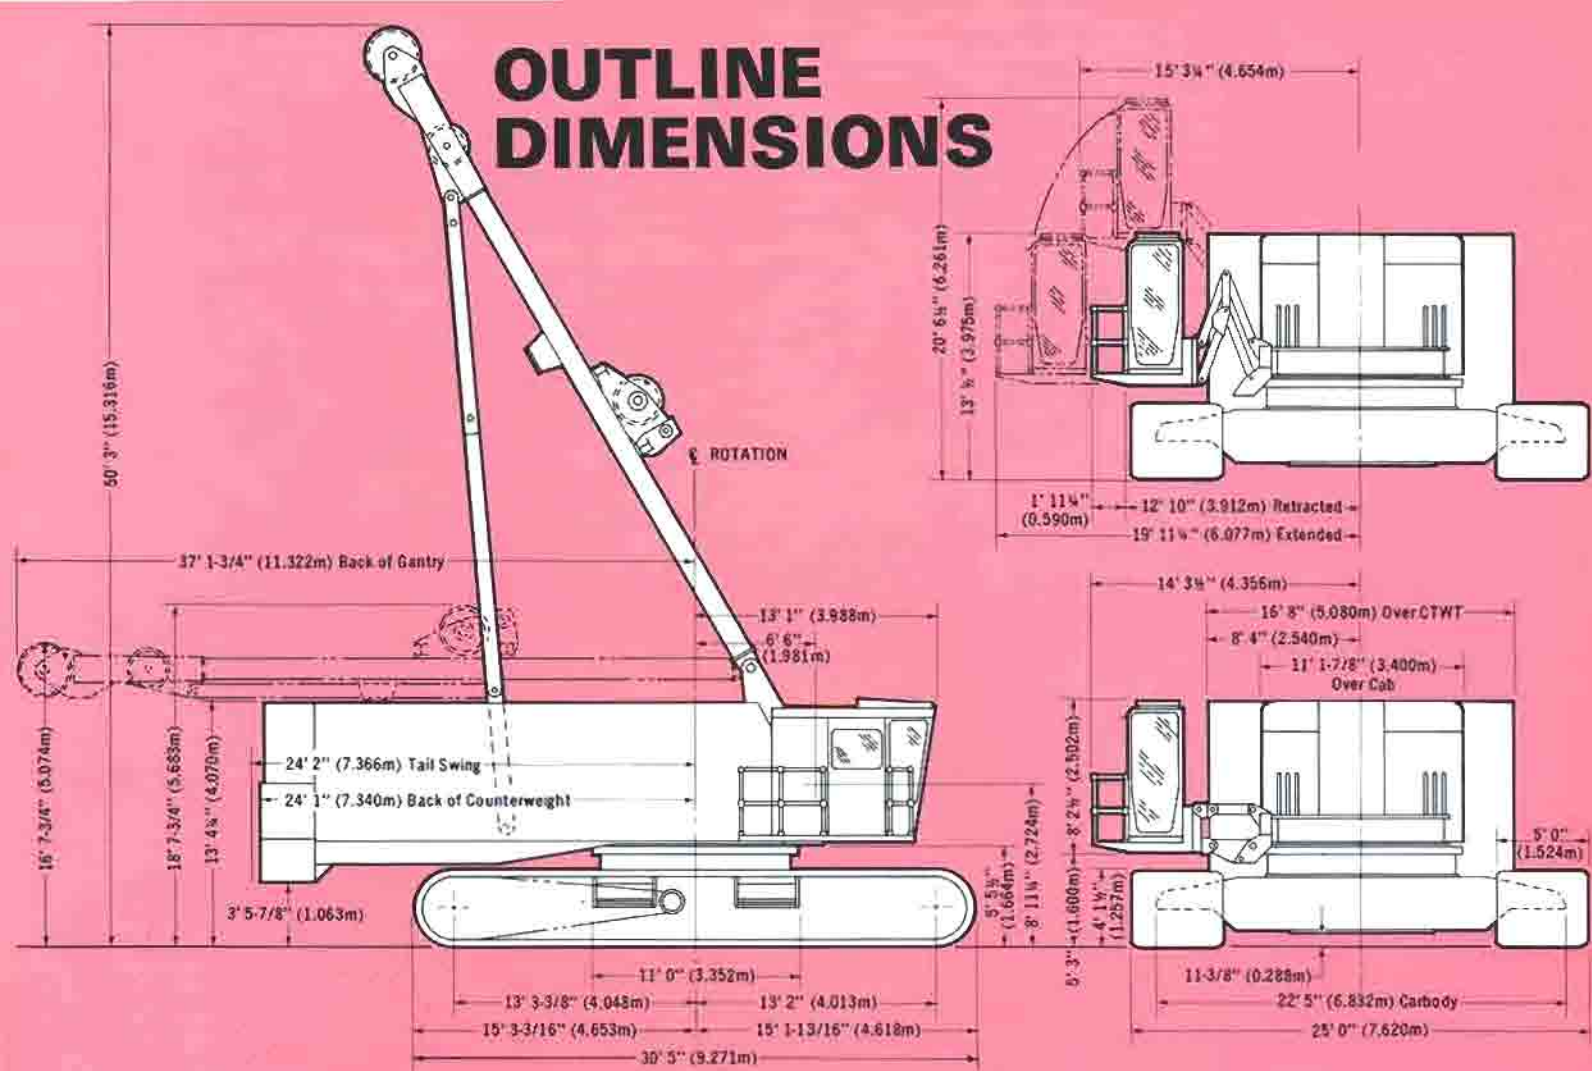 OUTLINE
DIMENSIONS
50' 3" (15.316m)
℄ ROTATION
37' 1-3/4" (11.322m) Back of Gantry
13' 1" (3.988m)
6' 6"
(1.981m)
16' 7-3/4" (5.074m)
18' 7-3/4" (5.683m)
13' 4¼" (4.070m)
24' 2" (7.366m) Tail Swing
24' 1" (7.340m) Back of Counterweight
3' 5-7/8" (1.063m)
5' 5½"
(1.664m)
8' 11¼" (2.724m)
11' 0" (3.352m)
13' 3-3/8" (4.048m)
13' 2" (4.013m)
15' 3-3/16" (4.653m)
15' 1-13/16" (4.618m)
30' 5" (9.271m)
15' 3¼" (4.654m)
20' 6½" (6.261m)
13' ½" (3.975m)
1' 11¼"
(0.590m)
12' 10" (3.912m) Retracted
19' 11¼" (6.077m) Extended
14' 3½" (4.356m)
16' 8" (5.080m) Over CTWT
8' 4" (2.540m)
11' 1-7/8" (3.400m)
Over Cab
8' 2½" (2.502m)
5' 3" (1.600m)
4' 1½"
(1.257m)
5' 0"
(1.524m)
11-3/8" (0.288m)
22' 5" (6.832m) Carbody
25' 0" (7.620m)